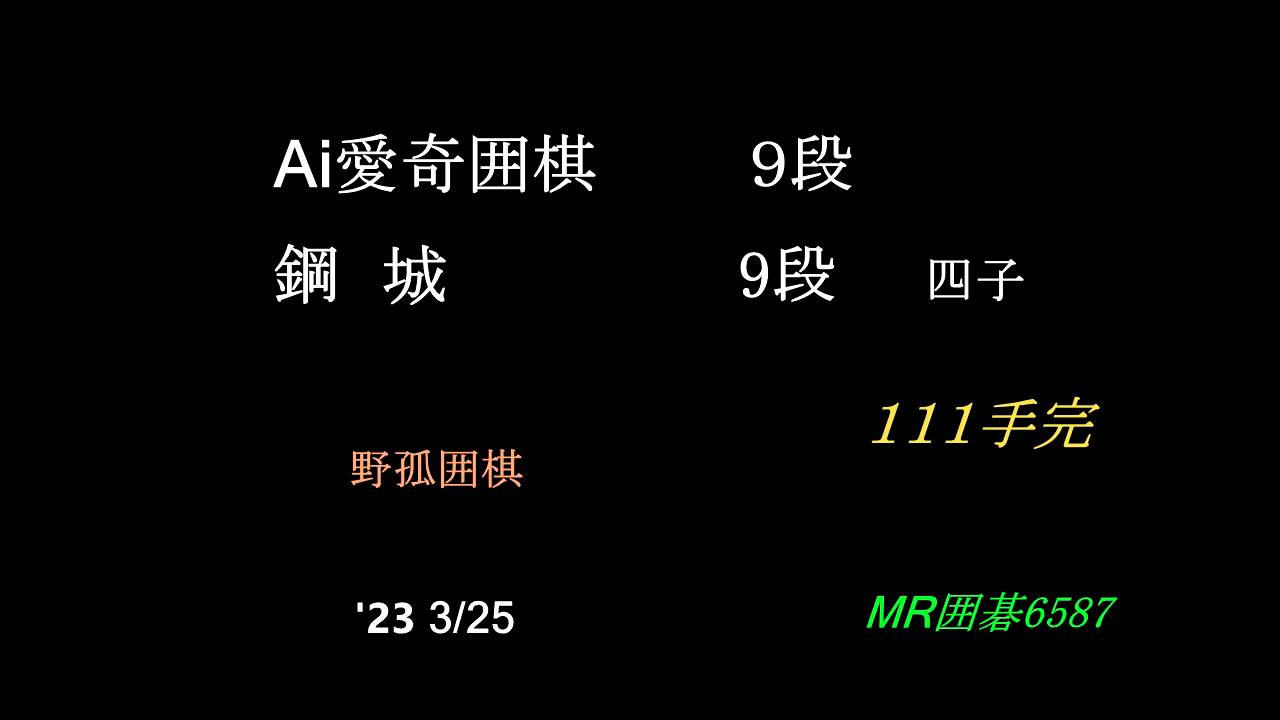 Ai愛奇囲棋 9段
鋼 城 9段 四子
111手完
野孤囲棋
'23 3/25
MR囲碁6587